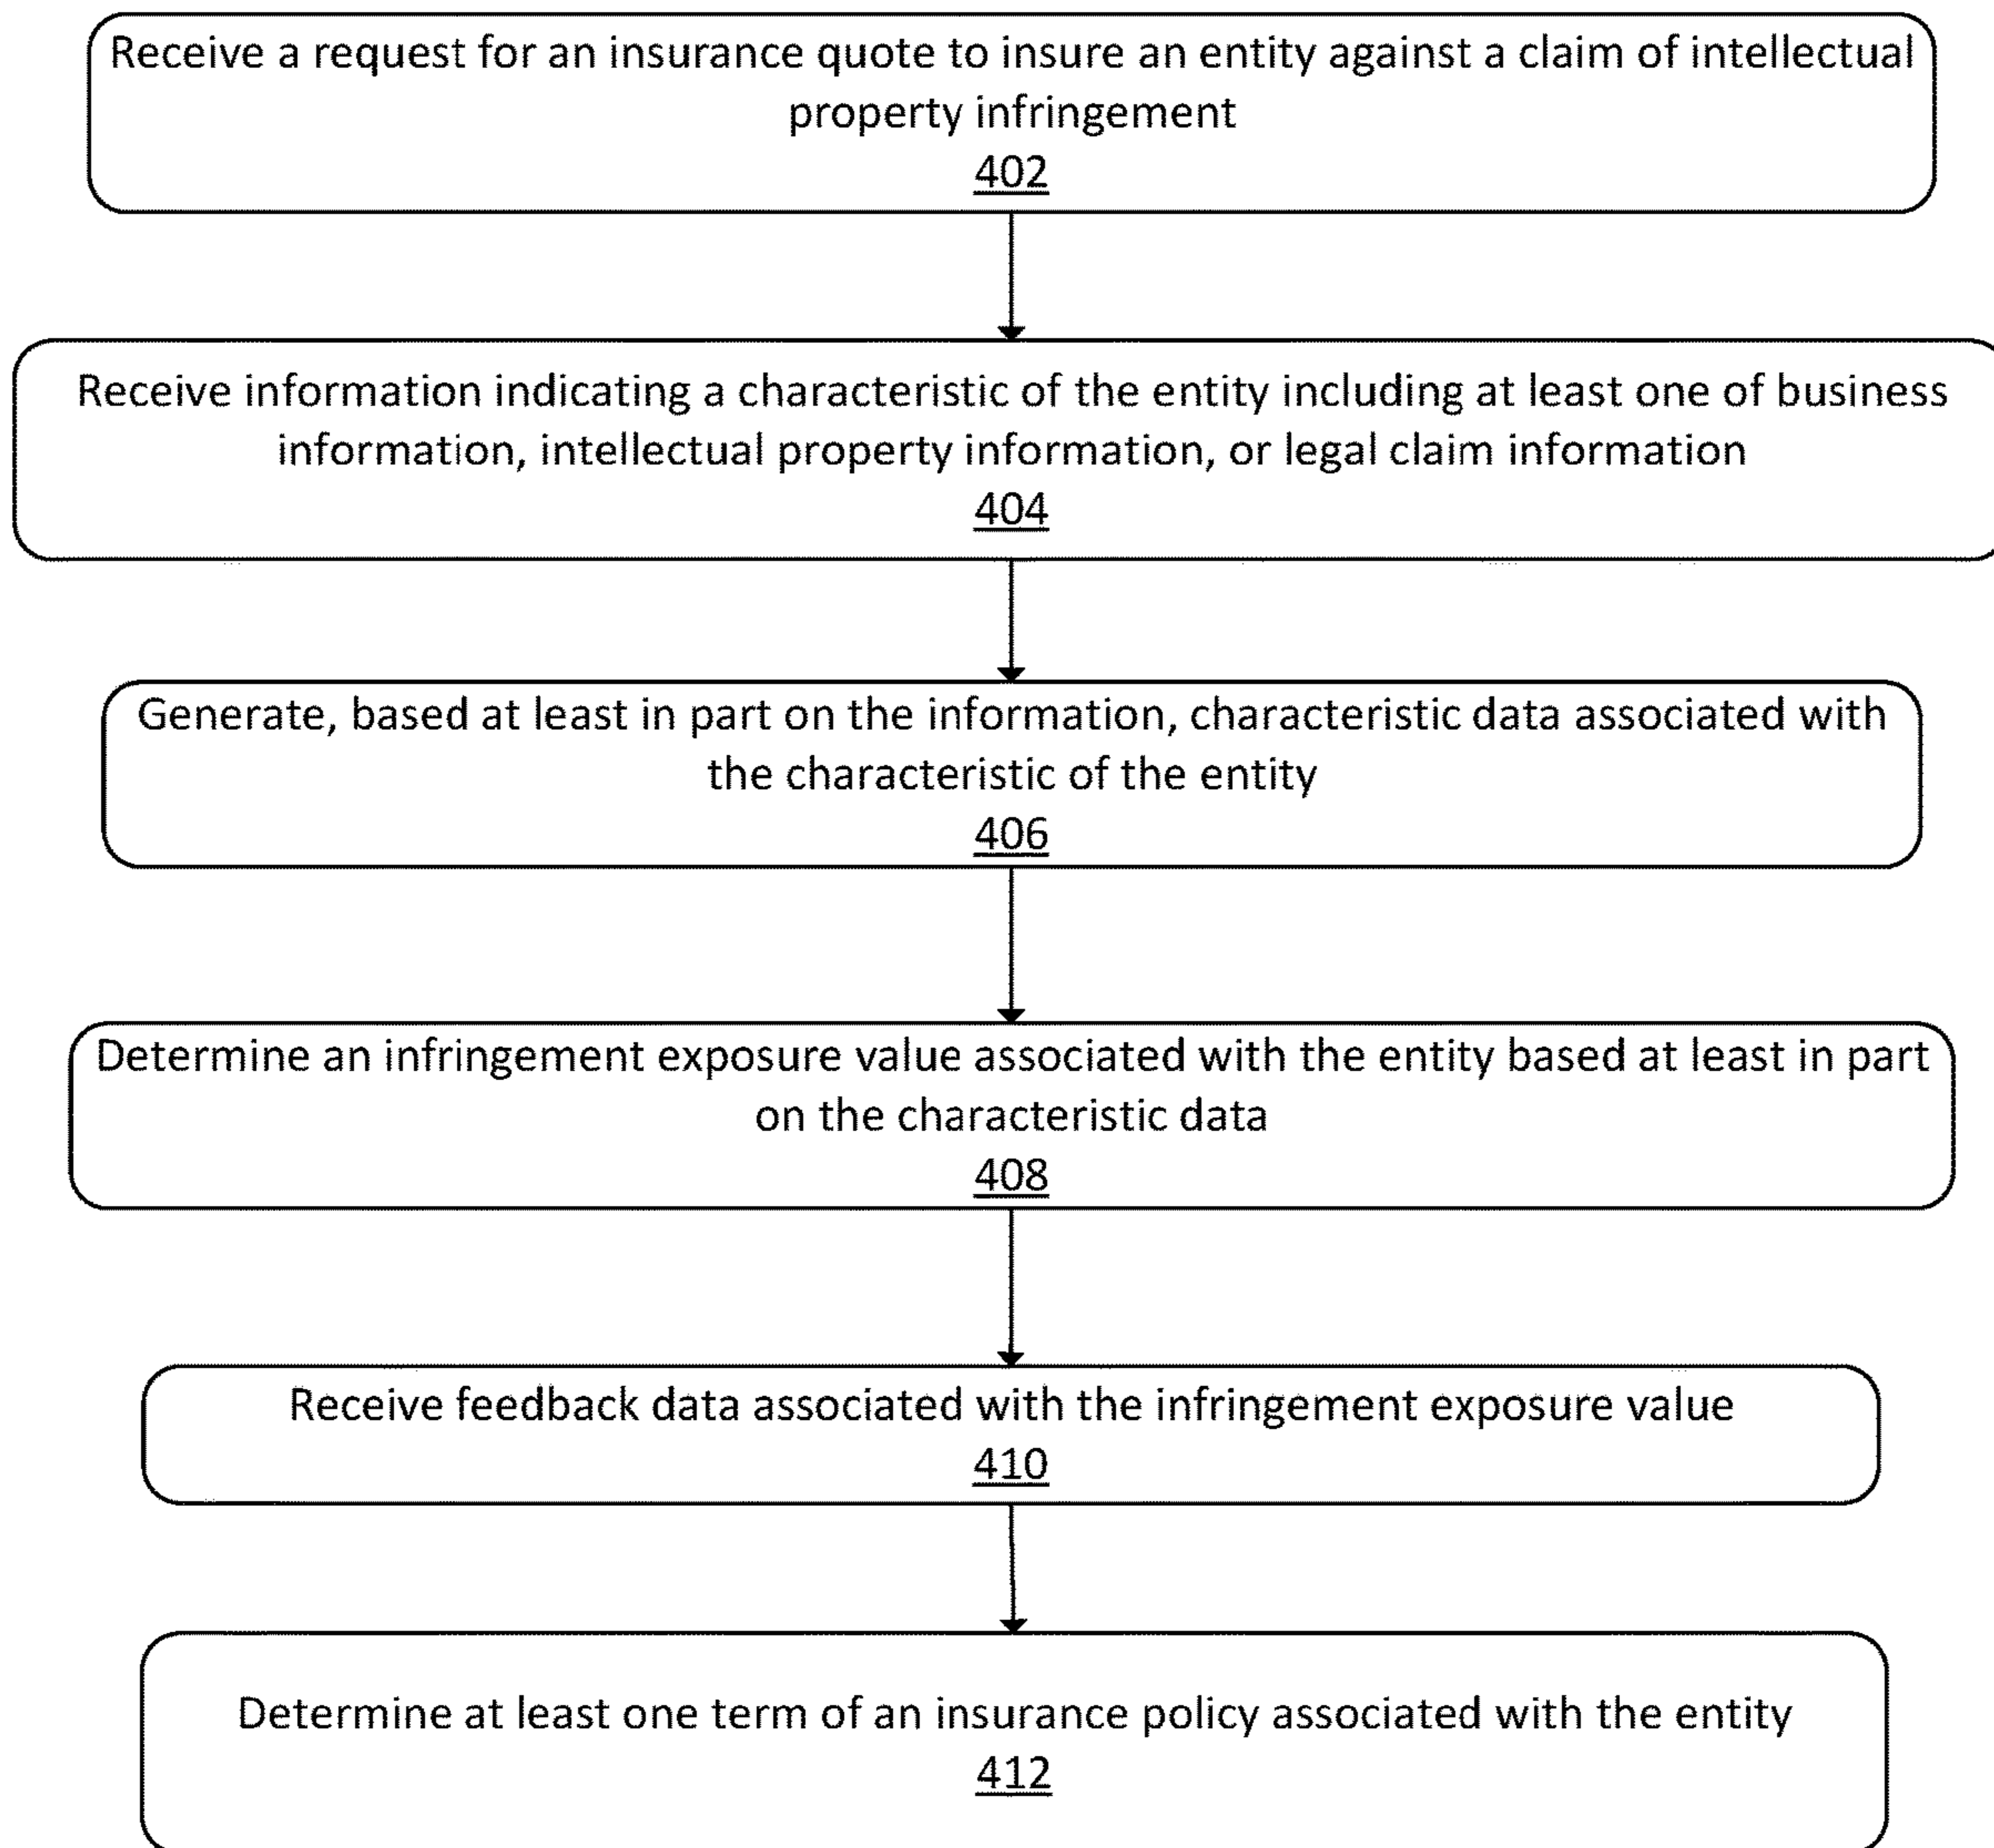 Receive a request for an insurance quote to insure an entity against a claim of intellectual
property infringement
402
Receive information indicating a characteristic of the entity including at least one of business
information, intellectual property information, or legal claim information
404
Generate, based at least in part on the information, characteristic data associated with
the characteristic of the entity
406
Determine an infringement exposure value associated with the entity based at least in part
on the characteristic data
408
Receive feedback data associated with the infringement exposure value
410
Determine at least one term of an insurance policy associated with the entity
412